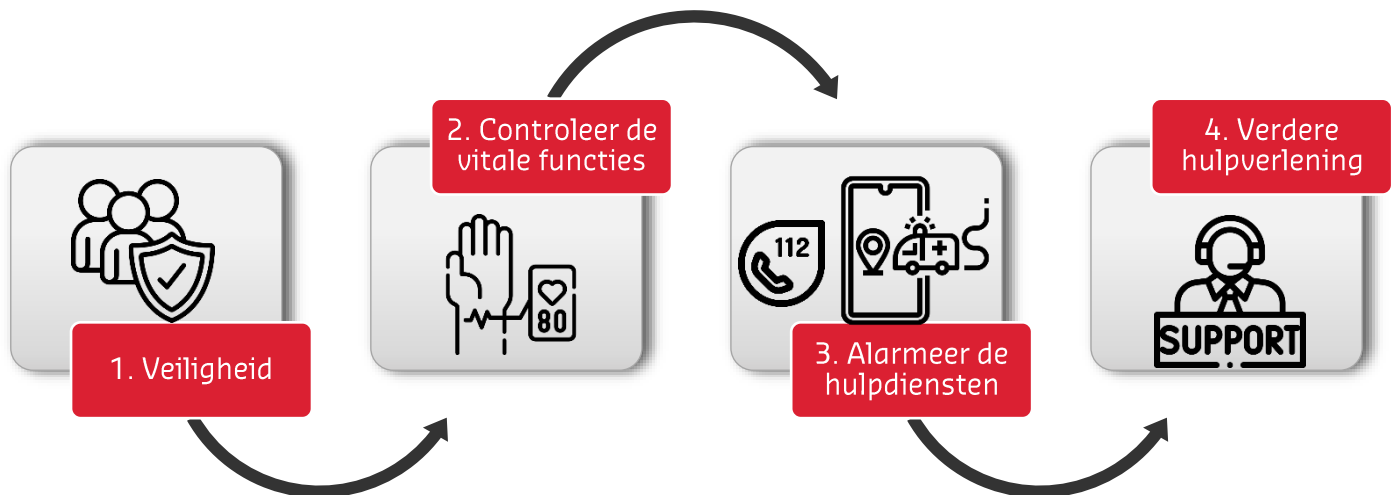 1. Veiligheid
2. Controleer de
vitale functies
80
112
3. Alarmeer de
hulpdiensten
4. Verdere
hulpverlening
SUPPORT